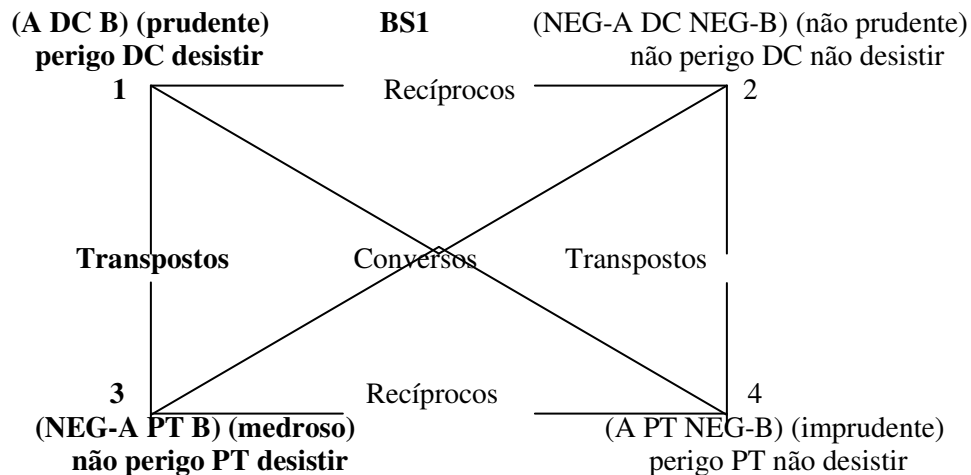 (A DC B) (prudente) BS1 (NEG-A DC NEG-B) (não prudente)
perigo DC desistir não perigo DC não desistir
1 Recíprocos 2
Transpostos Conversos Transpostos
3 Recíprocos 4
(NEG-A PT B) (medroso) (A PT NEG-B) (imprudente)
não perigo PT desistir perigo PT não desistir